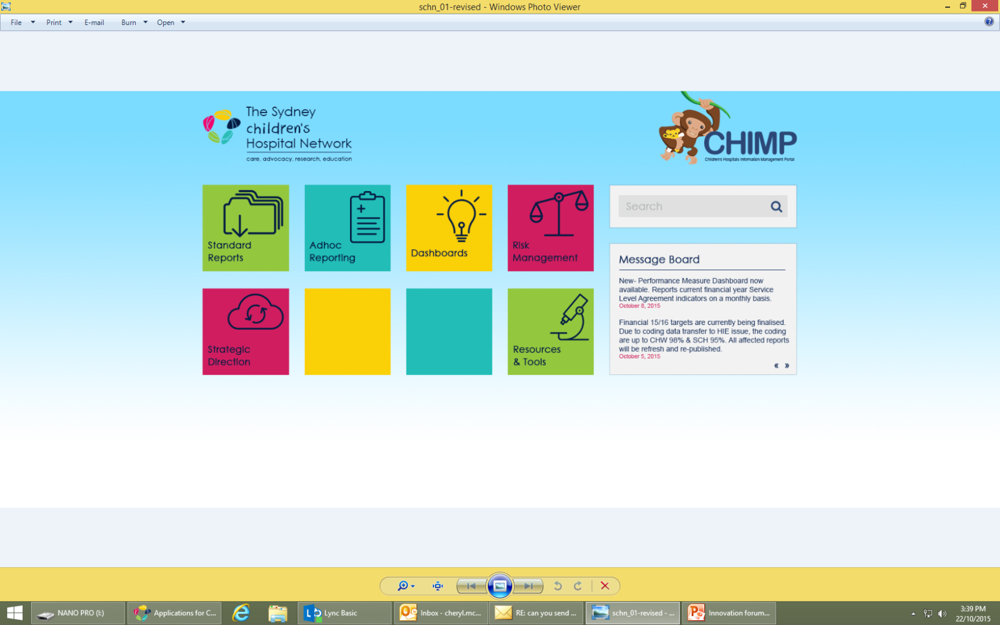 schn_01-revised - Windows Photo Viewer
File Print E-mail Burn Open
The Sydney
children's
Hospital Network
care, advocacy, research, education
CHIMP
Children's Hospitals Information Management Portal
Standard
Reports
Adhoc
Reporting
Dashboards
Risk
Management
Search
Message Board
New- Performance Measure Dashboard now
available. Reports current financial year Service
Level Agreement indicators on a monthly basis.
October 8, 2015
Financial 15/16 targets are currently being finalised.
Due to coding data transfer to HIE issue, the coding
are up to CHW 98% & SCH 95%. All affected reports
will be refresh and re-published.
October 5, 2015
« »
Strategic
Direction
Resources
& Tools
NANO PRO (I:) Applications for C... Lync Basic Inbox - cheryl.mc... RE: can you send ... schn_01-revised - ... Innovation forum...
3:39 PM
22/10/2015